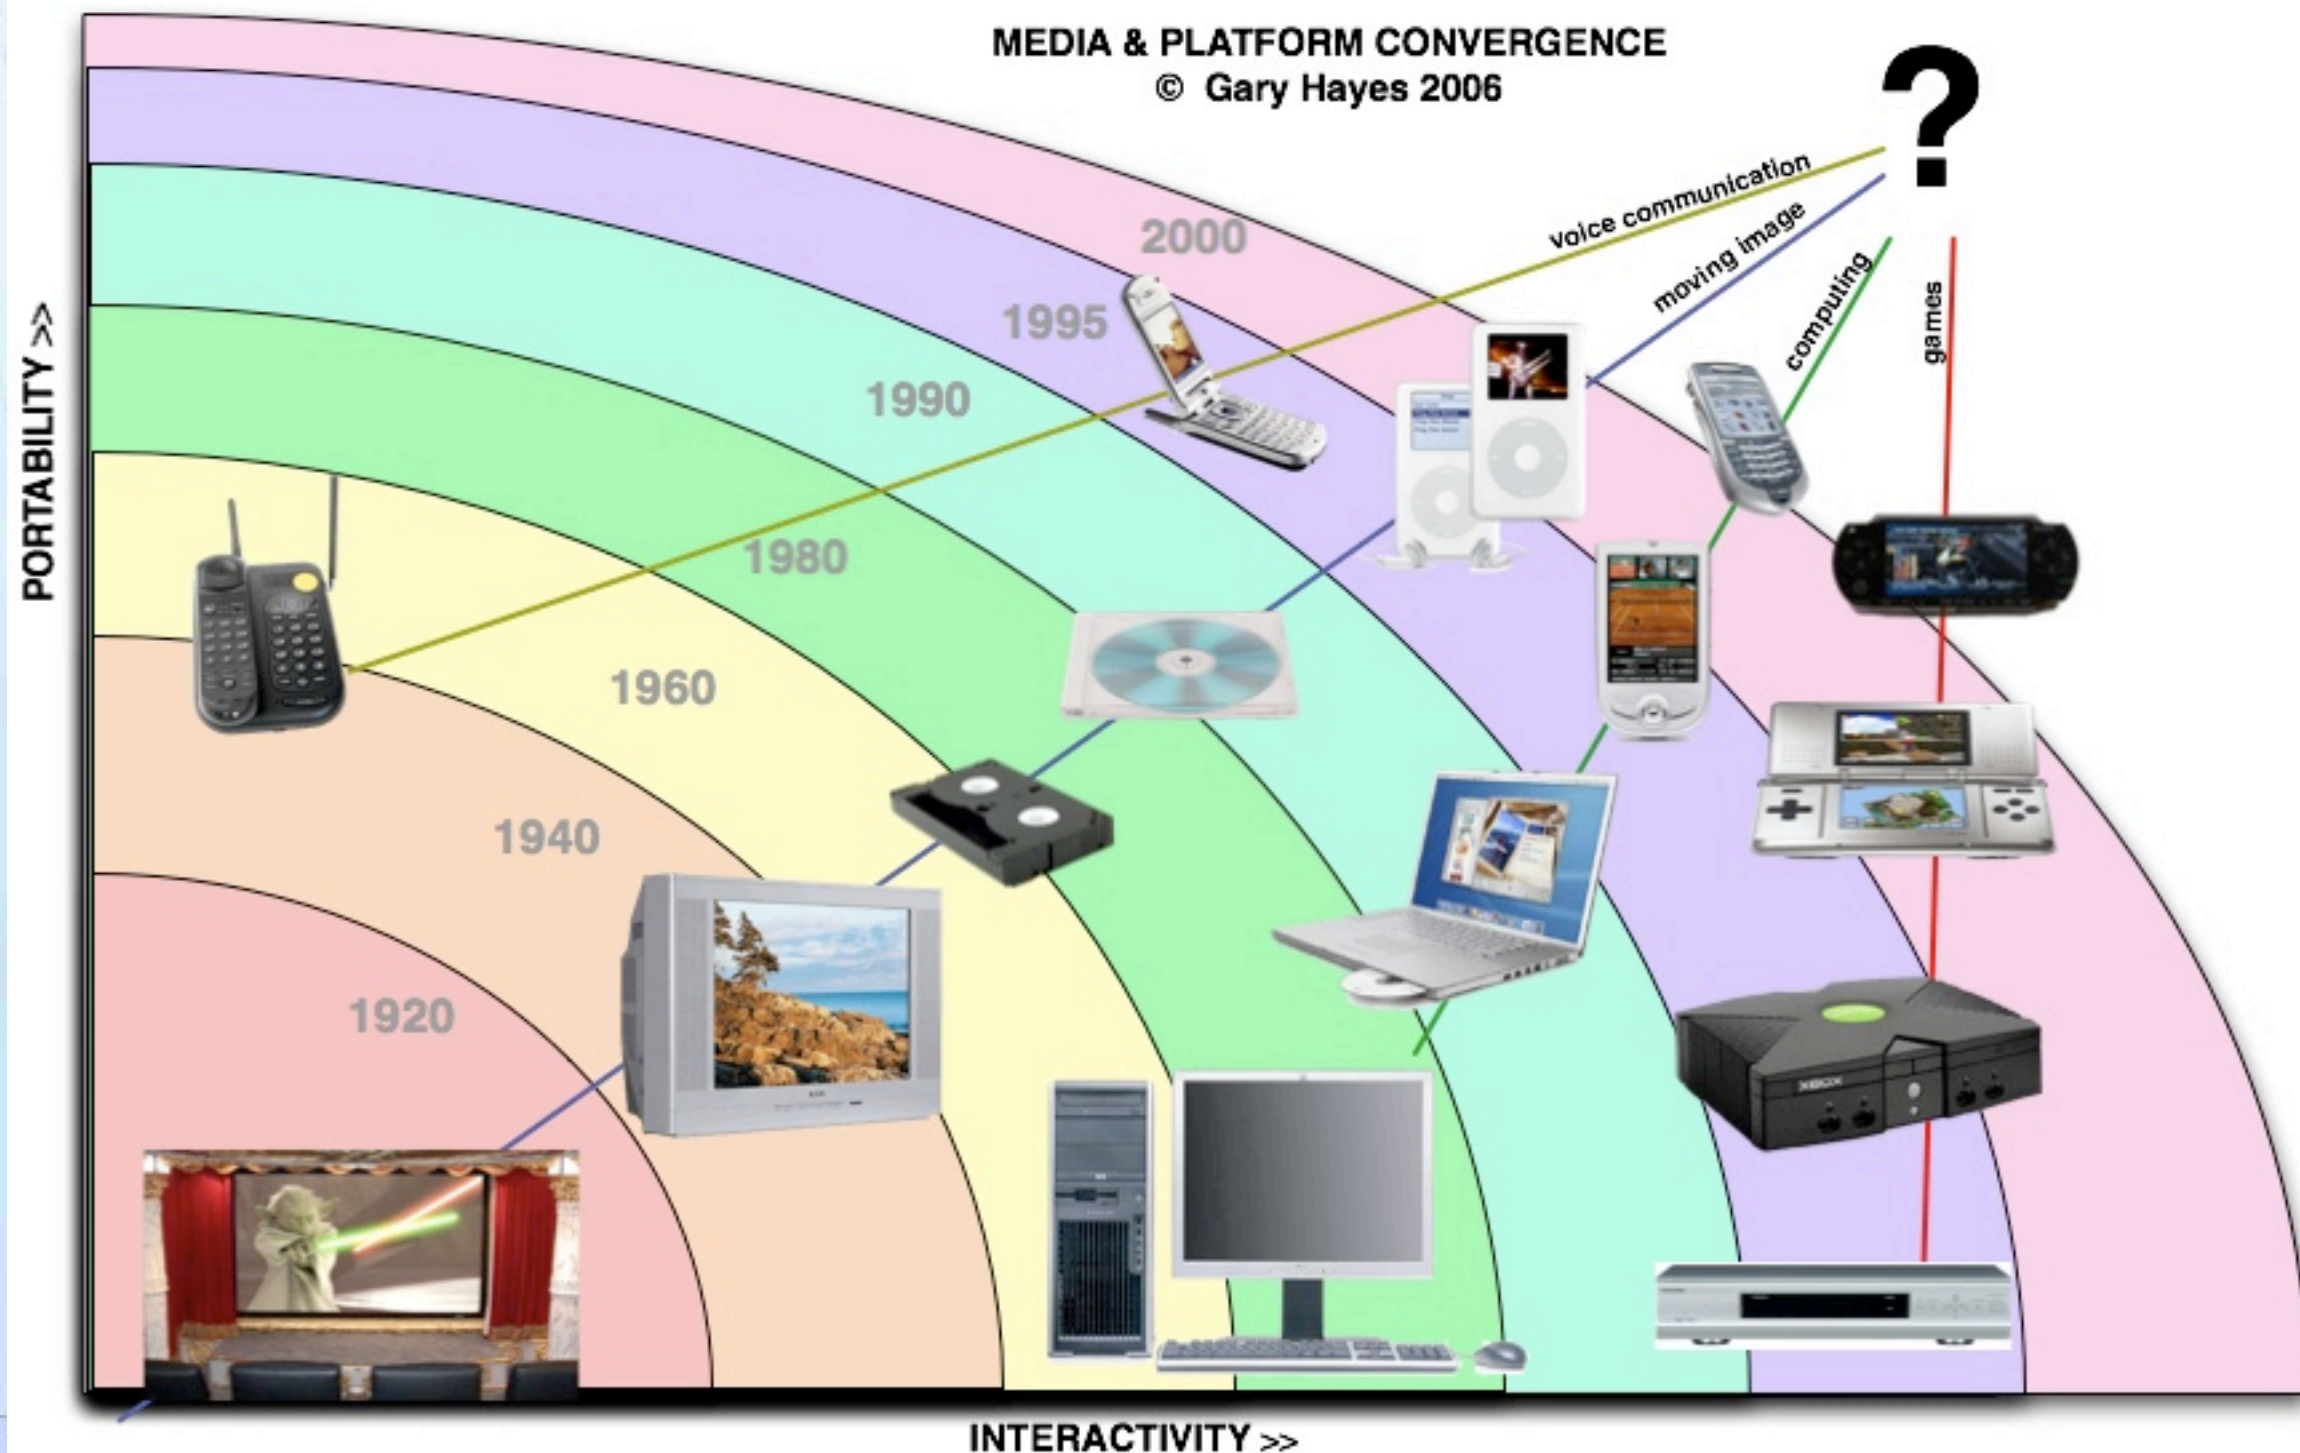 MEDIA & PLATFORM CONVERGENCE
© Gary Hayes 2006
?
voice communication
moving image
computing
games
2000
1995
1990
1980
1960
1940
1920
PORTABILITY >>
XBOX
INTERACTIVITY >>